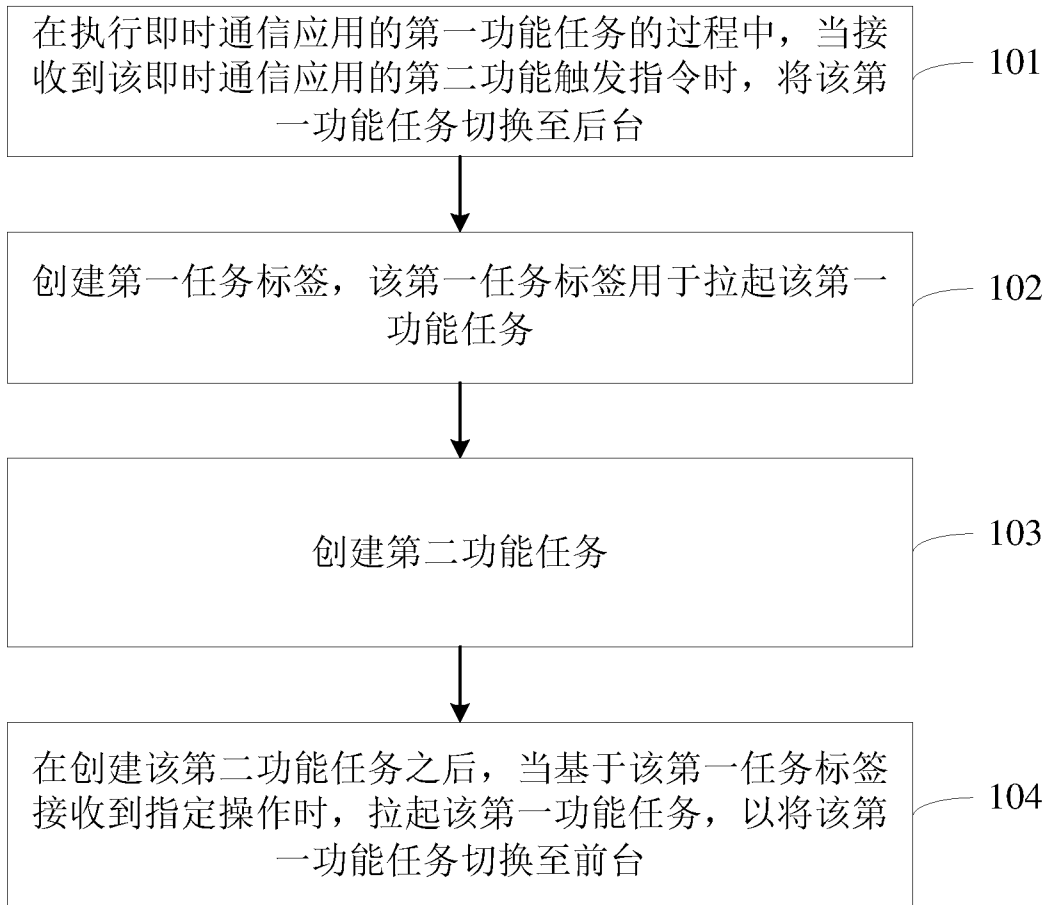 在执行即时通信应用的第一功能任务的过程中，当接
收到该即时通信应用的第二功能触发指令时，将该第
一功能任务切换至后台
101
创建第一任务标签，该第一任务标签用于拉起该第一
功能任务
102
创建第二功能任务
103
在创建该第二功能任务之后，当基于该第一任务标签
接收到指定操作时，拉起该第一功能任务，以将该第
一功能任务切换至前台
104